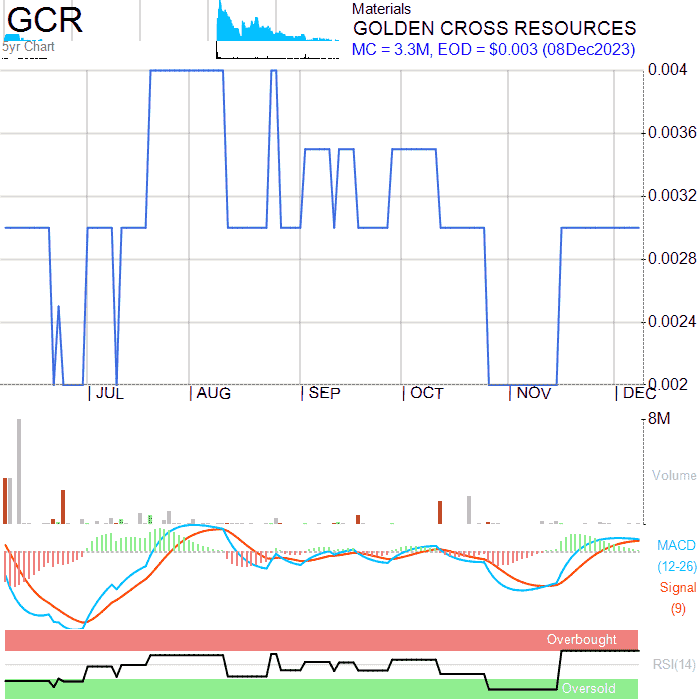 GCR
5yr Chart
Materials
GOLDEN CROSS RESOURCES
MC = 3.3M, EOD = $0.003 (08Dec2023)
0.004
0.0036
0.0032
0.0028
0.0024
0.002
JUL AUG SEP OCT NOV DEC
8M
Volume
MACD
(12-26)
Signal
(9)
Overbought
RSI(14)
Oversold